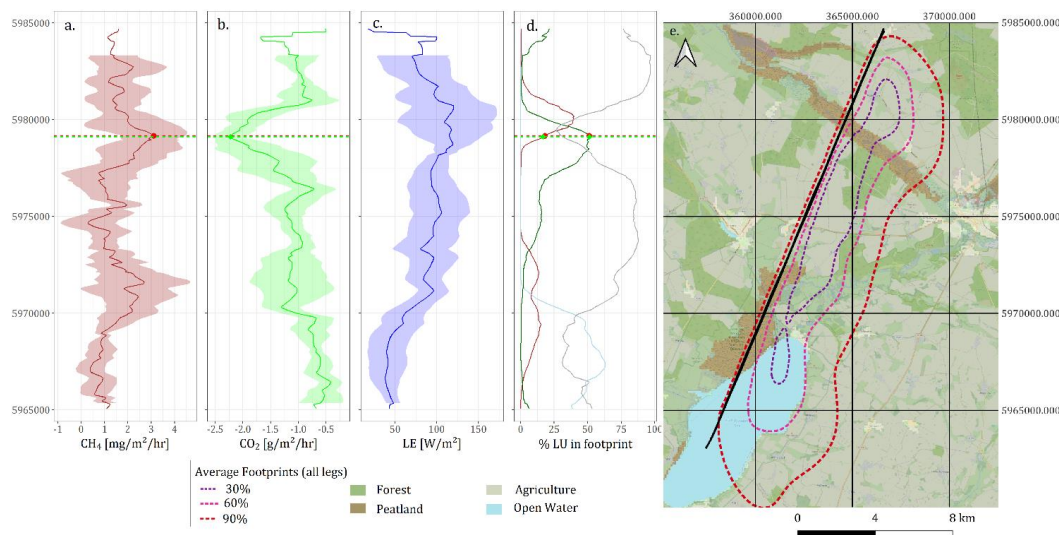 a.
b.
c.
d.
e.
360000.000 365000.000 370000.000
5985000
5980000
5975000
5970000
5965000
5985000.000
5980000.000
5975000.000
5970000.000
5965000.000
-1 0 1 2 3 4
-2.5 -2.0 -1.5 -1.0 -0.5
50 100 150
0 25 50 75 100
CH₄ [mg/m²/hr]
CO₂ [g/m²/hr]
LE [W/m²]
% LU in footprint
Average Footprints (all legs)
30%
60%
90%
Forest
Peatland
Agriculture
Open Water
0 4 8 km